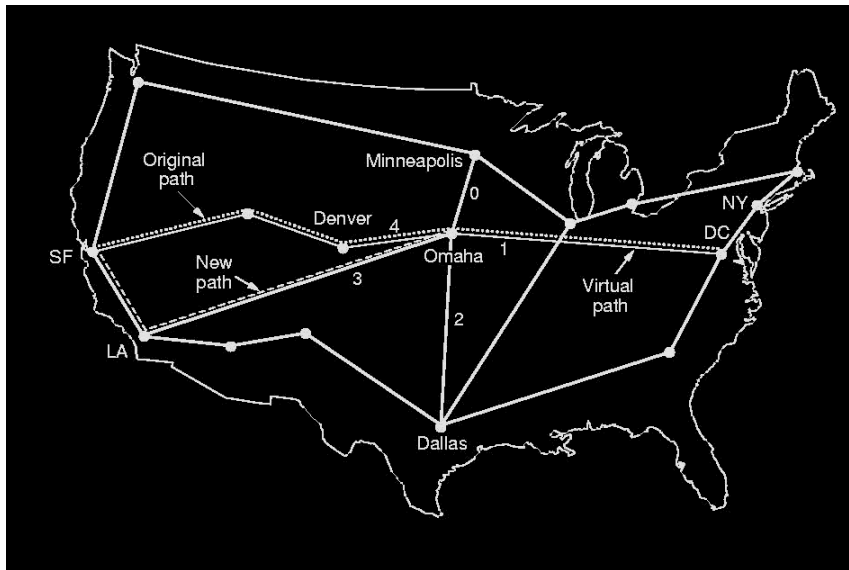 Minneapolis
Original
path
0
NY
Denver
4
DC
SF
1
Omaha
New
path
3
Virtual
path
2
LA
Dallas